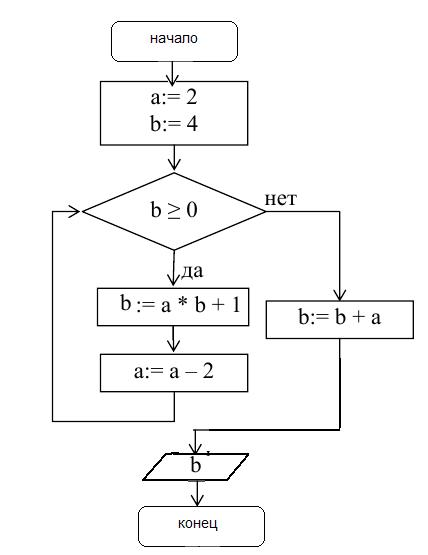 начало
a:= 2
b:= 4
b ≥ 0
нет
да
b := a * b + 1
b:= b + a
a:= a – 2
b
конец